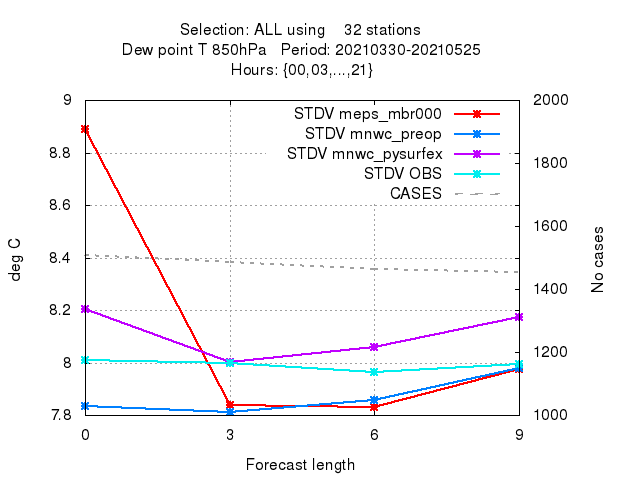 Selection: ALL using    32 stations
Dew point T 850hPa   Period: 20210330-20210525
Hours: {00,03,...,21}
9
2000
STDV meps_mbr000
STDV mnwc_preop
STDV mnwc_pysurfex
STDV OBS
CASES
8.8
1800
8.6
1600
8.4
1400
8.2
1200
8
7.8
1000
deg C
No cases
0
3
6
9
Forecast length